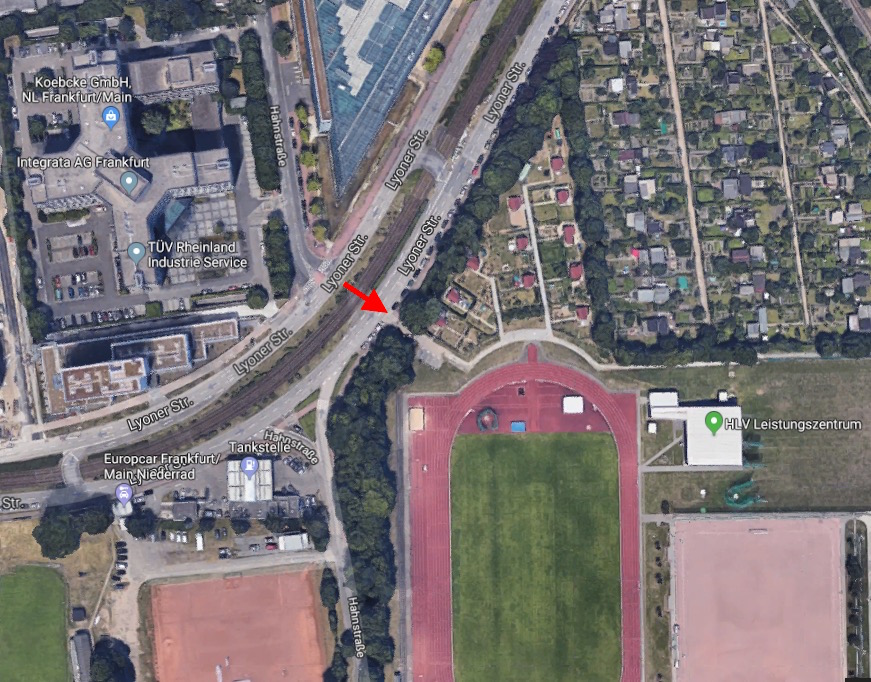 Koebcke GmbH,
NL Frankfurt/Main
Integrata AG Frankfurt
TÜV Rheinland
Industrie Service
Hahnstraße
Lyoner Str.
Lyoner Str.
Lyoner Str.
Lyoner Str.
Lyoner Str.
Lyoner Str.
Europcar Frankfurt/
Main-Niederrad
Tankstelle
Hahnstraße
Str.
HLV Leistungszentrum
Hahnstraße